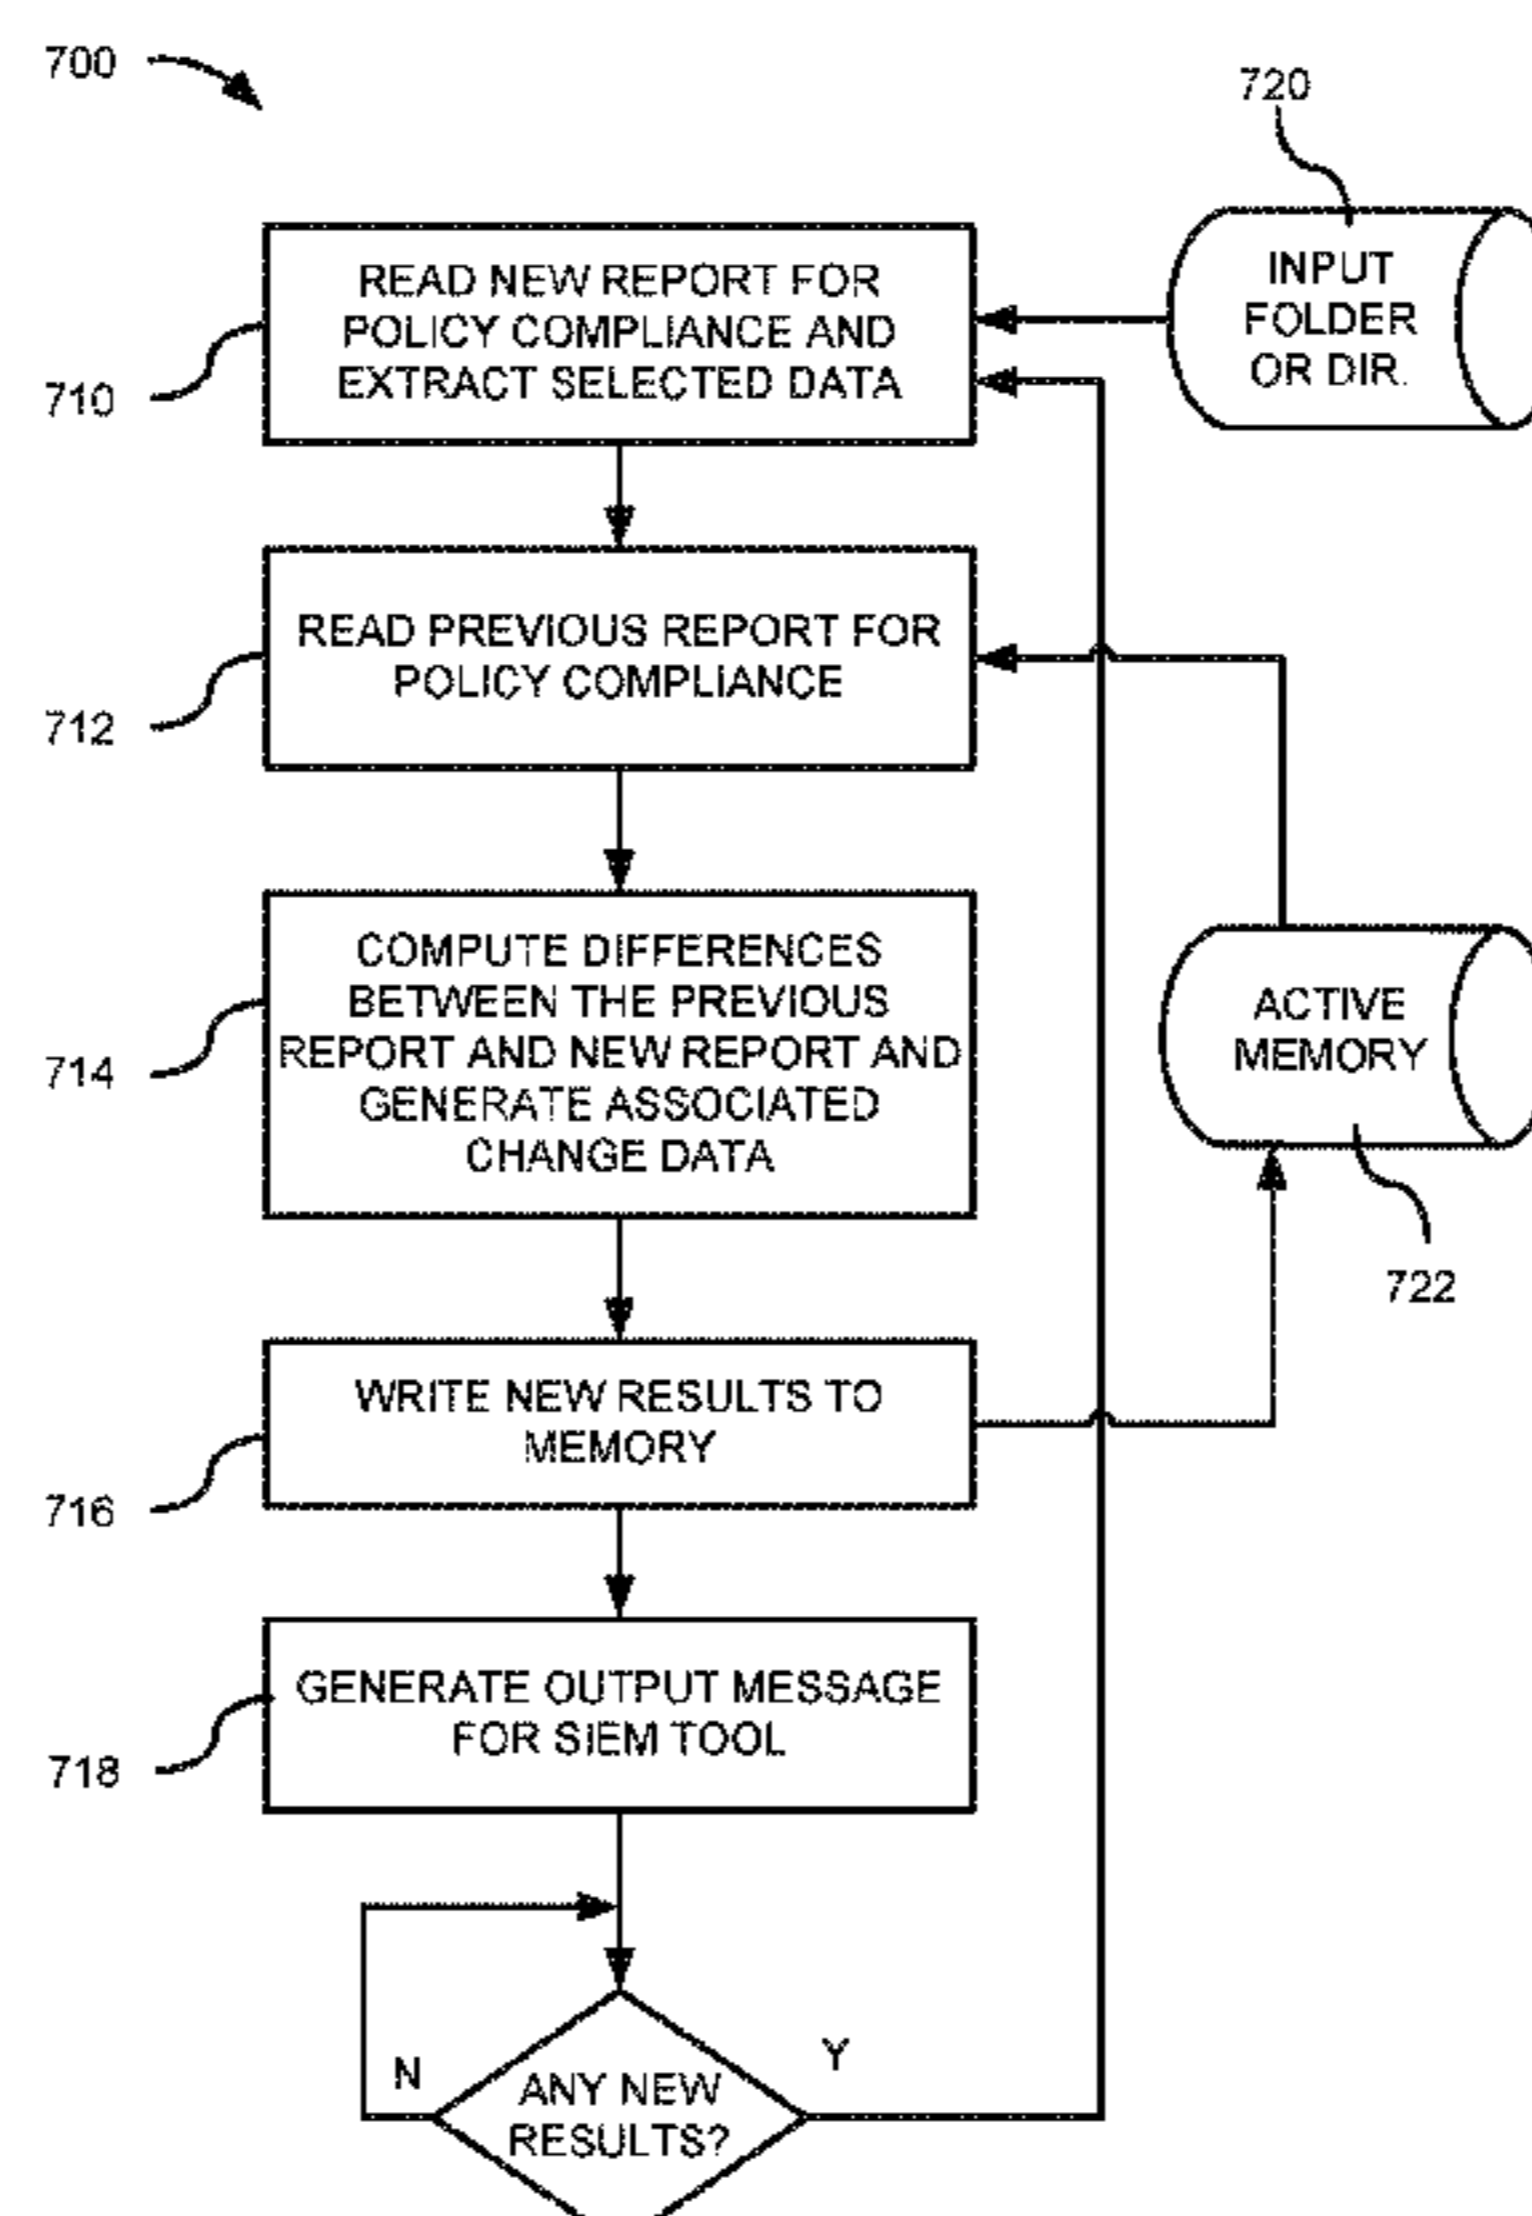 700
720
READ NEW REPORT FOR
POLICY COMPLIANCE AND
EXTRACT SELECTED DATA
INPUT
FOLDER
OR DIR.
710
READ PREVIOUS REPORT FOR
POLICY COMPLIANCE
712
COMPUTE DIFFERENCES
BETWEEN THE PREVIOUS
REPORT AND NEW REPORT AND
GENERATE ASSOCIATED
CHANGE DATA
714
ACTIVE
MEMORY
722
WRITE NEW RESULTS TO
MEMORY
716
GENERATE OUTPUT MESSAGE
FOR SIEM TOOL
718
N
Y
ANY NEW
RESULTS?